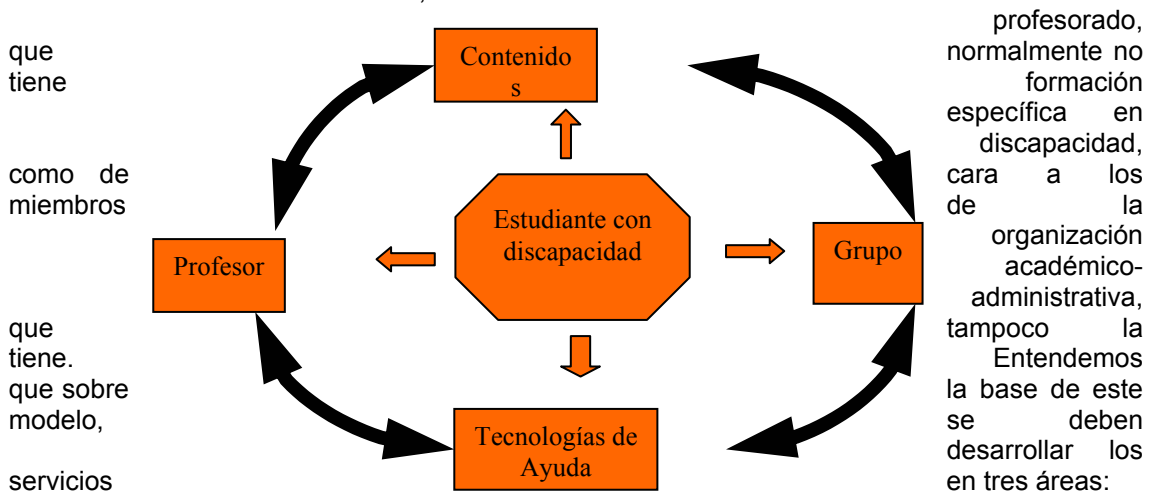 profesorado,
que normalmente no
tiene formación
específica en
discapacidad,
como de cara a los
miembros de la
organización
académico-
administrativa,
que tampoco la
tiene. Entendemos
que sobre la base de este
modelo, se deben
desarrollar los
servicios en tres áreas:
Contenido
s
Estudiante con
discapacidad
Profesor
Grupo
Tecnologías de
Ayuda